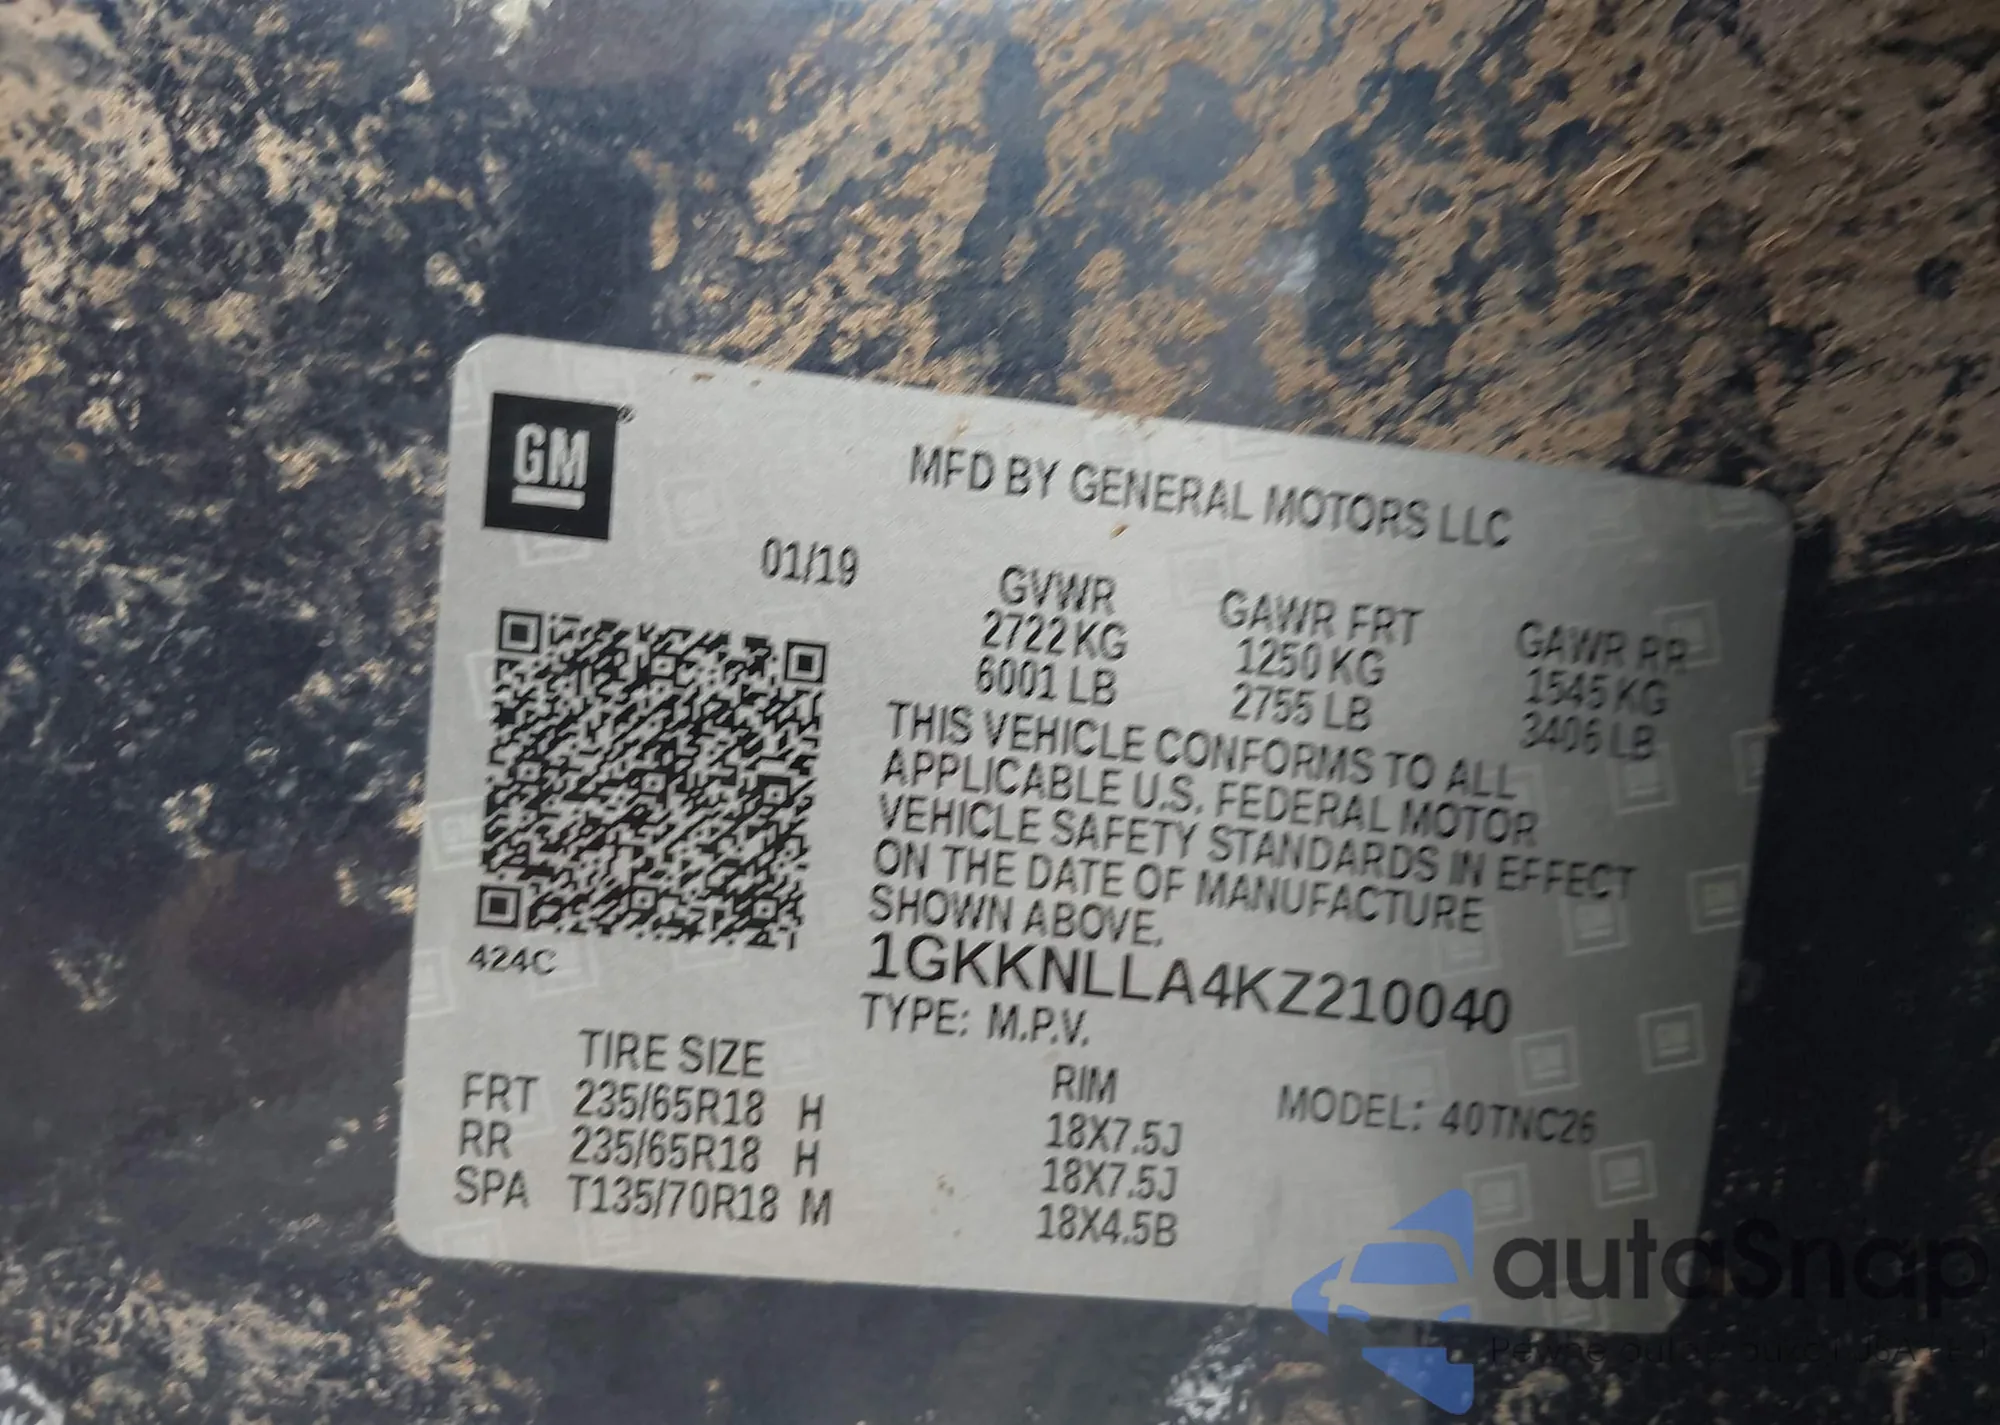 GM
MFD BY GENERAL MOTORS LLC
01/19
GVWR GAWR FRT GAWR RR
2722 KG 1250 KG 1545 KG
6001 LB 2755 LB 3406 LB
THIS VEHICLE CONFORMS TO ALL
APPLICABLE U.S. FEDERAL MOTOR
VEHICLE SAFETY STANDARDS IN EFFECT
ON THE DATE OF MANUFACTURE
SHOWN ABOVE.
424C
1GKKNLLA4KZ210040
TYPE: M.P.V.
TIRE SIZE RIM MODEL: 40TNC26
FRT 235/65R18 H 18X7.5J
RR 235/65R18 H 18X7.5J
SPA T135/70R18 M 18X4.5B
autaSnap
Pewne auta